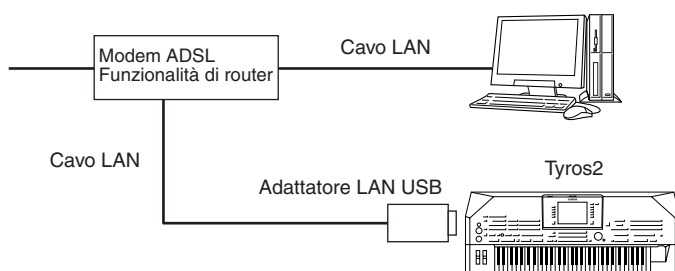 Modem ADSL
Funzionalità di router
Cavo LAN
Cavo LAN
Adattatore LAN USB
Tyros2